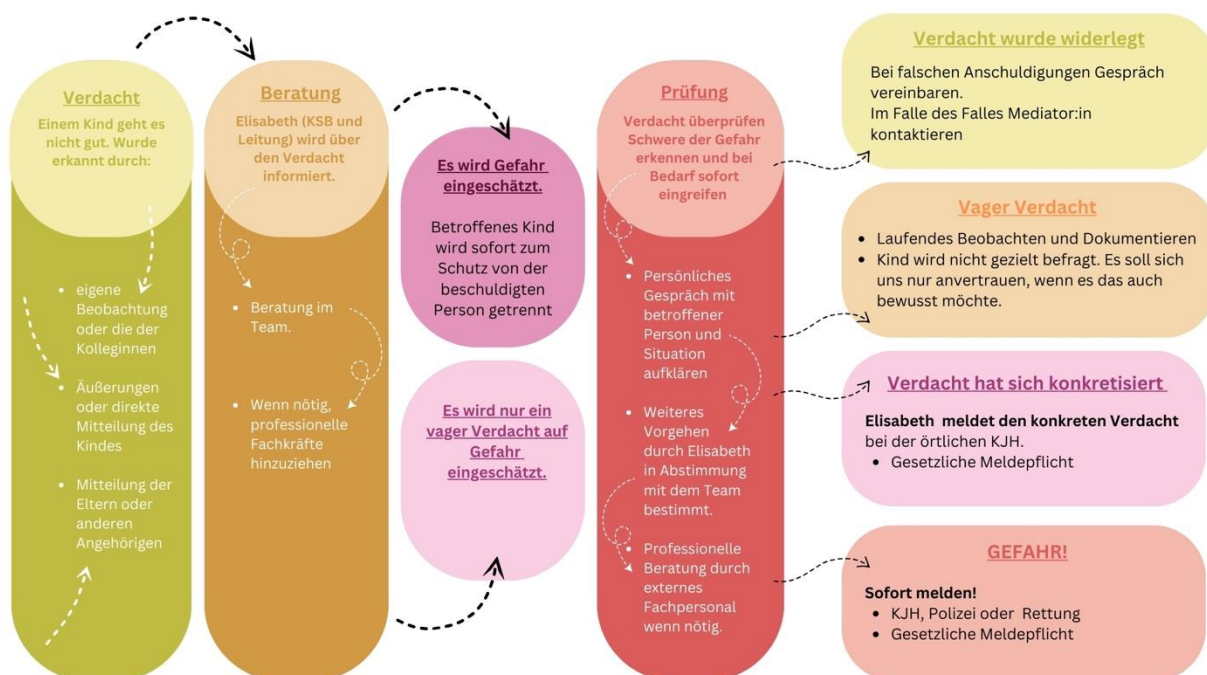 Verdacht
Einem Kind geht es
nicht gut. Wurde
erkannt durch:
• eigene
Beobachtung
oder die der
Kolleginnen
• Äußerungen
oder direkte
Mitteilung des
Kindes
• Mitteilung der
Eltern oder
anderen
Angehörigen
Beratung
Elisabeth (KSB und
Leitung) wird über
den Verdacht
informiert.
• Beratung im
Team.
• Wenn nötig,
professionelle
Fachkräfte
hinzuziehen
Es wird Gefahr
eingeschätzt.
Betroffenes Kind
wird sofort zum
Schutz von der
beschuldigten
Person getrennt
Es wird nur ein
vager Verdacht auf
Gefahr
eingeschätzt.
Prüfung
Verdacht überprüfen
Schwere der Gefahr
erkennen und bei
Bedarf sofort
eingreifen
• Persönliches
Gespräch mit
betroffener
Person und
Situation
aufklären
• Weiteres
Vorgehen
durch Elisabeth
in Abstimmung
mit dem Team
bestimmt.
• Professionelle
Beratung durch
externes
Fachpersonal
wenn nötig.
Verdacht wurde widerlegt
Bei falschen Anschuldigungen Gespräch
vereinbaren.
Im Falle des Falles Mediator:in
kontaktieren
Vager Verdacht
• Laufendes Beobachten und Dokumentieren
• Kind wird nicht gezielt befragt. Es soll sich
uns nur anvertrauen, wenn es das auch
bewusst möchte.
Verdacht hat sich konkretisiert
Elisabeth meldet den konkreten Verdacht
bei der örtlichen KJH.
• Gesetzliche Meldepflicht
GEFAHR!
Sofort melden!
• KJH, Polizei oder Rettung
• Gesetzliche Meldepflicht